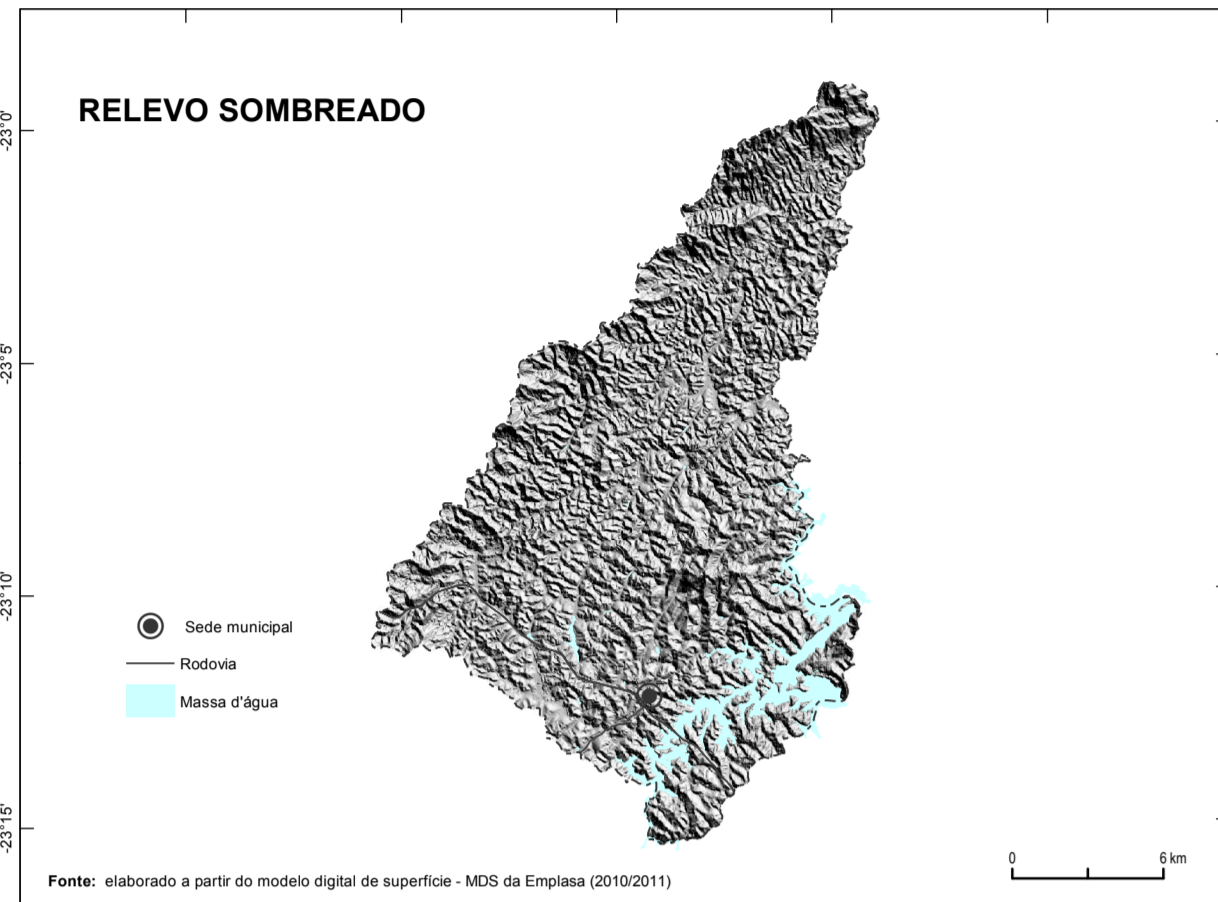 RELEVO SOMBREADO
-23°0'
-23°5'
-23°10'
-23°15'
Sede municipal
Rodovia
Massa d'água
0 6 km
Fonte: elaborado a partir do modelo digital de superfície - MDS da Emplasa (2010/2011)